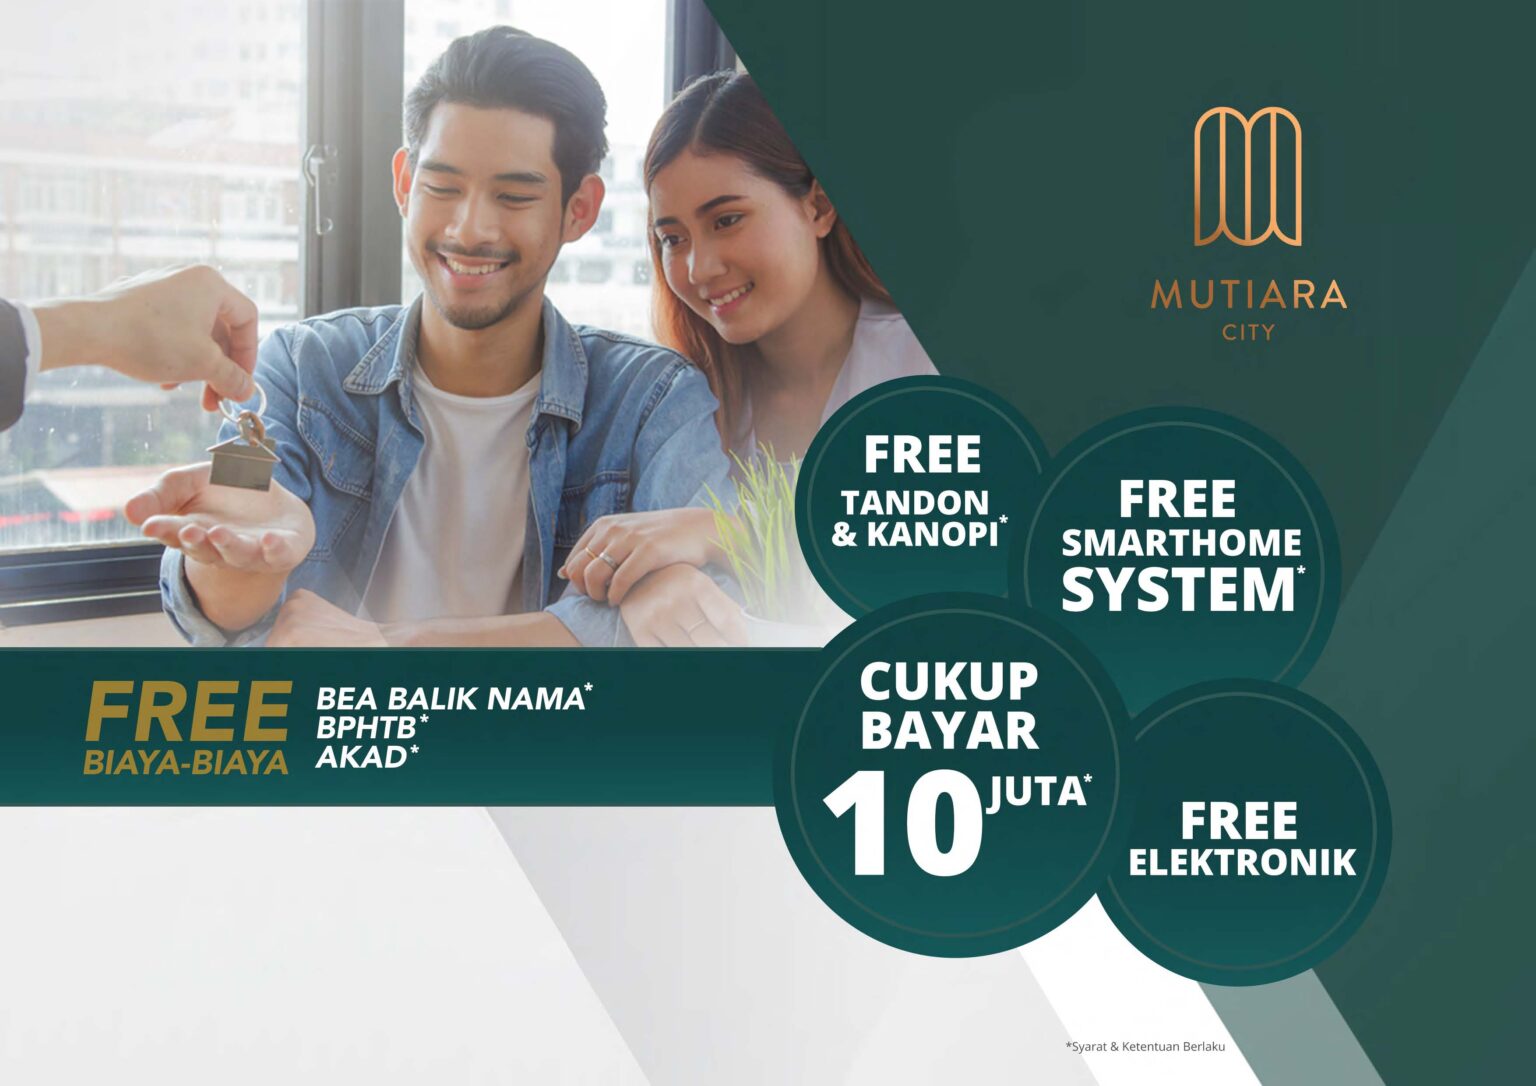 MUTIARA
CITY
FREE
TANDON
& KANOPI*
FREE
SMARTHOME
SYSTEM*
FREE
BIAYA-BIAYA
BEA BALIK NAMA*
BPHTB*
AKAD*
CUKUP
BAYAR
10 JUTA*
FREE
ELEKTRONIK
*Syarat & Ketentuan Berlaku